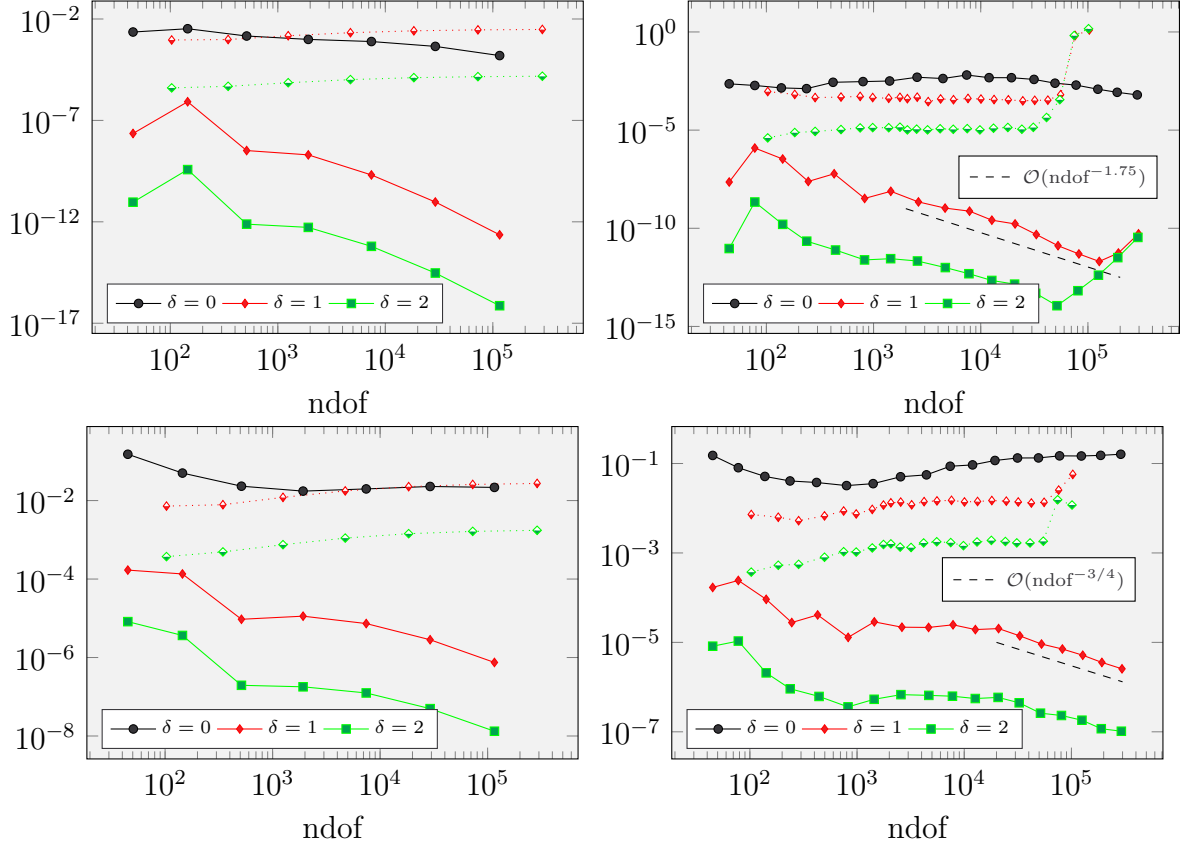 10^{-2}
10^{-7}
10^{-12}
10^{-17}
δ = 0 δ = 1 δ = 2
10^2 10^3 10^4 10^5
ndof
10^0
10^{-5}
10^{-10}
10^{-15}
𝒪(ndof^{-1.75})
δ = 0 δ = 1 δ = 2
10^2 10^3 10^4 10^5
ndof
10^{-2}
10^{-4}
10^{-6}
10^{-8}
δ = 0 δ = 1 δ = 2
10^2 10^3 10^4 10^5
ndof
10^{-1}
10^{-3}
10^{-5}
10^{-7}
𝒪(ndof^{-3/4})
δ = 0 δ = 1 δ = 2
10^2 10^3 10^4 10^5
ndof